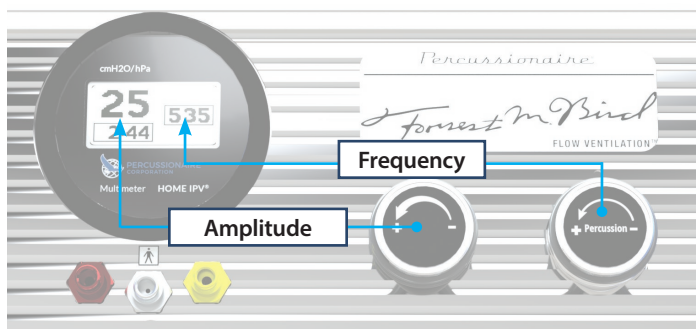 cmH2O/hPa
25
535
244
PERCUSSIONAIRE
CORPORATION
Multimeter HOME IPV®
Percussionaire
Forrest M. Bird
FLOW VENTILATION™
Frequency
Amplitude
+ -
+ Percussion -